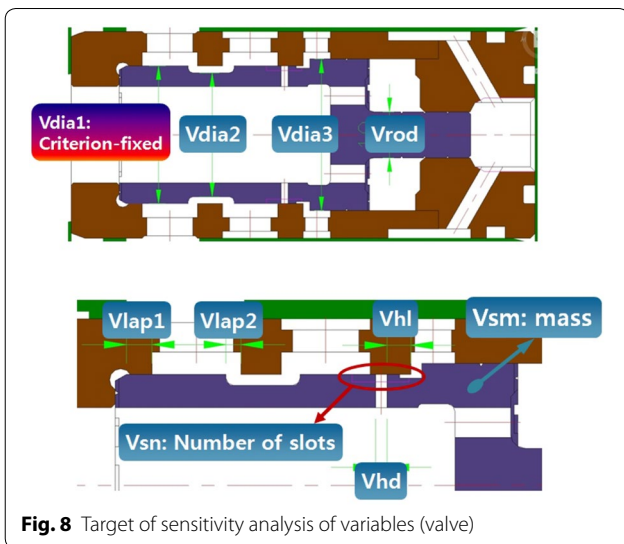 Vdia1:
Criterion-fixed
Vdia2
Vdia3
Vrod
Vlap1
Vlap2
Vhl
Vsm: mass
Vsn: Number of slots
Vhd
Fig. 8 Target of sensitivity analysis of variables (valve)